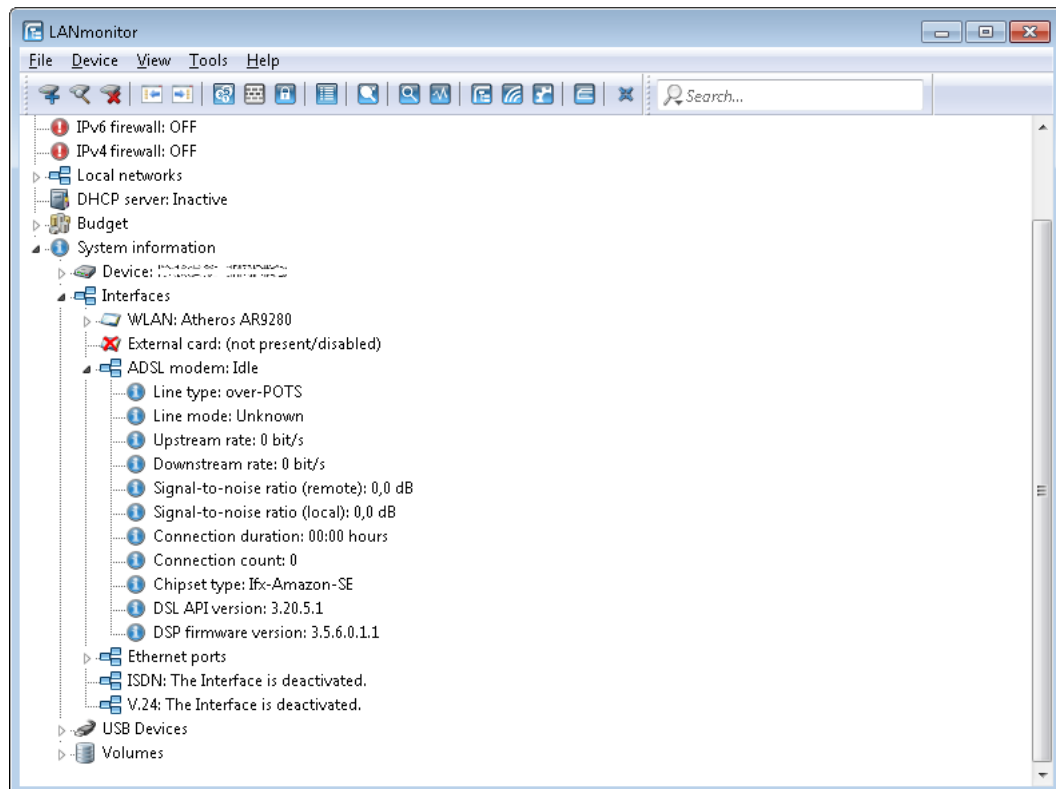 LANmonitor
File Device View Tools Help
Search...
IPv6 firewall: OFF
IPv4 firewall: OFF
Local networks
DHCP server: Inactive
Budget
System information
Device:
Interfaces
WLAN: Atheros AR9280
External card: (not present/disabled)
ADSL modem: Idle
Line type: over-POTS
Line mode: Unknown
Upstream rate: 0 bit/s
Downstream rate: 0 bit/s
Signal-to-noise ratio (remote): 0,0 dB
Signal-to-noise ratio (local): 0,0 dB
Connection duration: 00:00 hours
Connection count: 0
Chipset type: Ifx-Amazon-SE
DSL API version: 3.20.5.1
DSP firmware version: 3.5.6.0.1.1
Ethernet ports
ISDN: The Interface is deactivated.
V.24: The Interface is deactivated.
USB Devices
Volumes